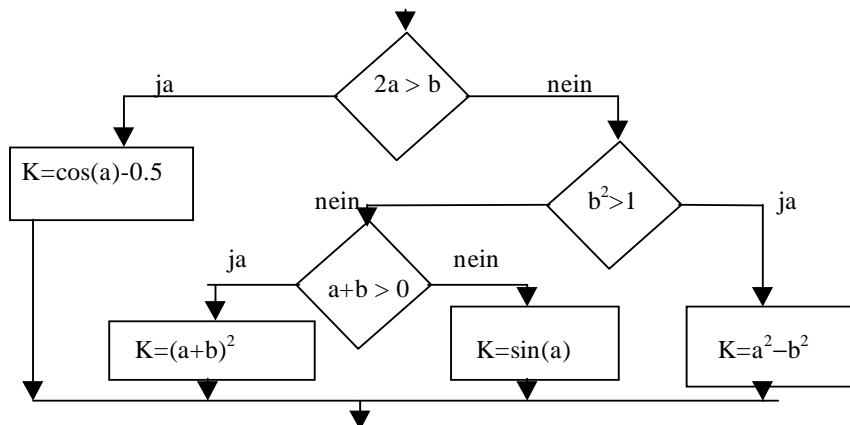 2a > b
ja
nein
K=cos(a)-0.5
b²>1
nein
ja
ja
nein
a+b > 0
K=(a+b)²
K=sin(a)
K=a²−b²